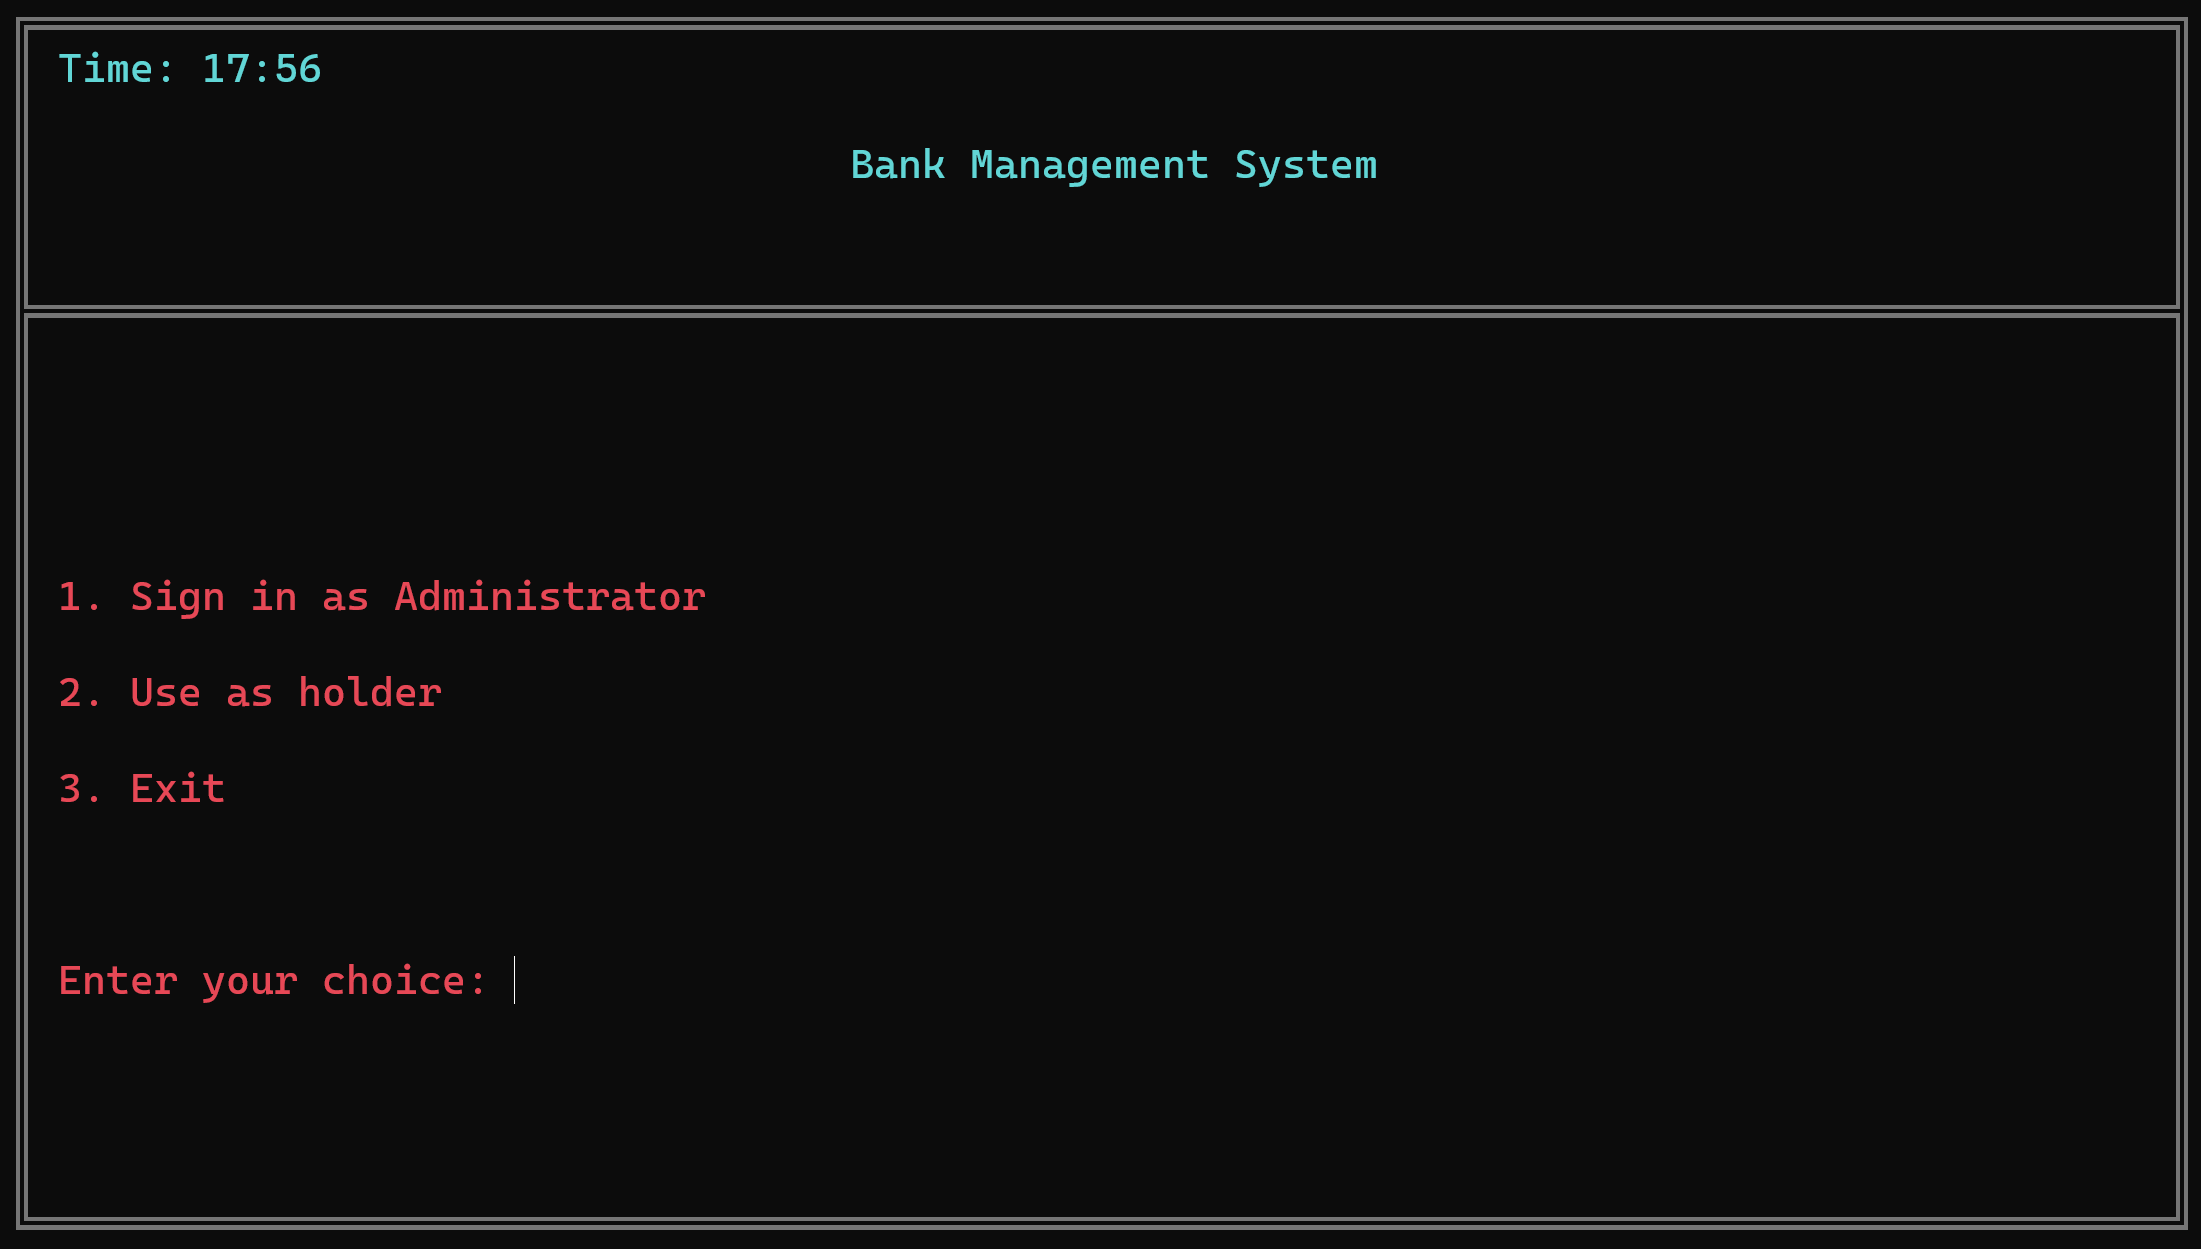 Time: 17:56
Bank Management System
1. Sign in as Administrator
2. Use as holder
3. Exit
Enter your choice: